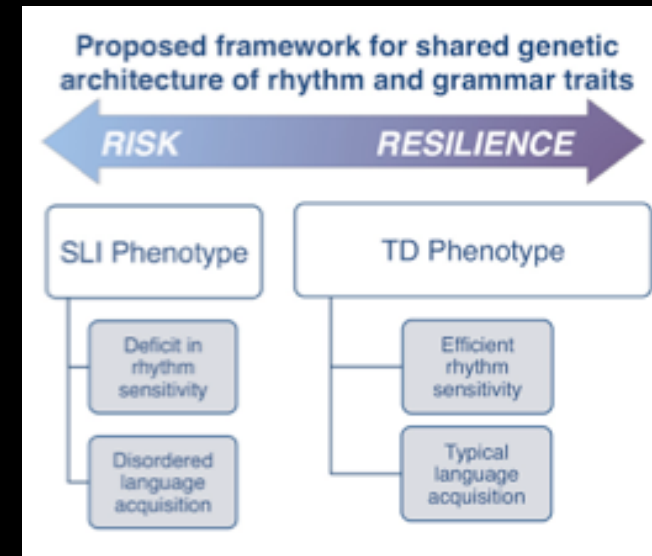 Proposed framework for shared genetic
architecture of rhythm and grammar traits
RISK
RESILIENCE
SLI Phenotype
TD Phenotype
Deficit in
rhythm
sensitivity
Efficient
rhythm
sensitivity
Disordered
language
acquisition
Typical
language
acquisition